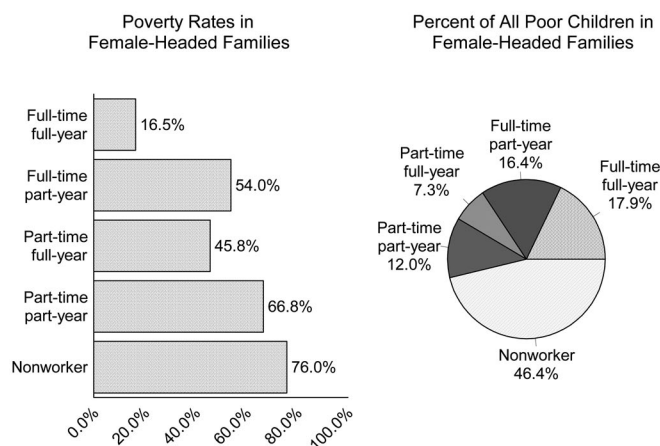 Poverty Rates in
Female-Headed Families
Full-time
full-year
16.5%
Full-time
part-year
54.0%
Part-time
full-year
45.8%
Part-time
part-year
66.8%
Nonworker
76.0%
0.0%
20.0%
40.0%
60.0%
80.0%
100.0%
Percent of All Poor Children in
Female-Headed Families
Full-time
part-year
16.4%
Full-time
full-year
17.9%
Part-time
full-year
7.3%
Part-time
part-year
12.0%
Nonworker
46.4%